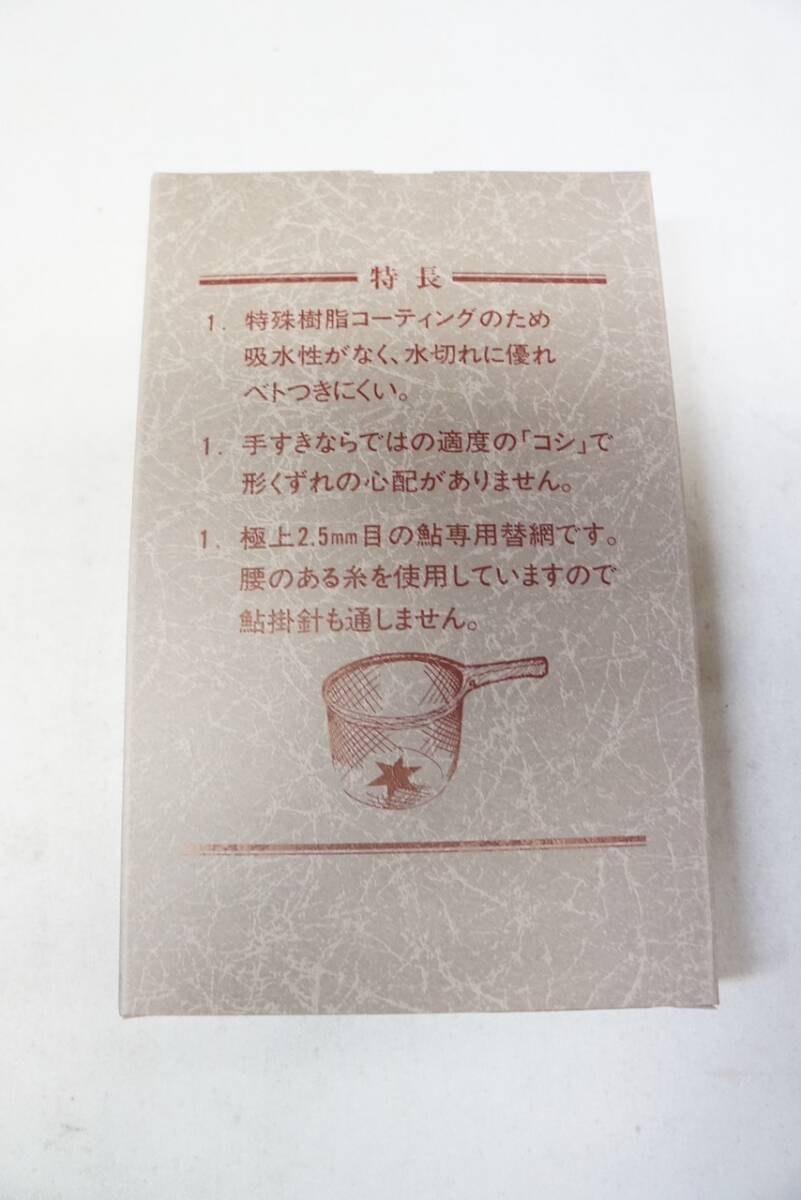 特長
1. 特殊樹脂コーティングのため
吸水性がなく、水切れに優れ
ベトつきにくい。
1. 手すきならではの適度の「コシ」で
形くずれの心配がありません。
1. 極上2.5mm目の鮎専用替網です。
腰のある糸を使用していますので
鮎掛針も通しません。